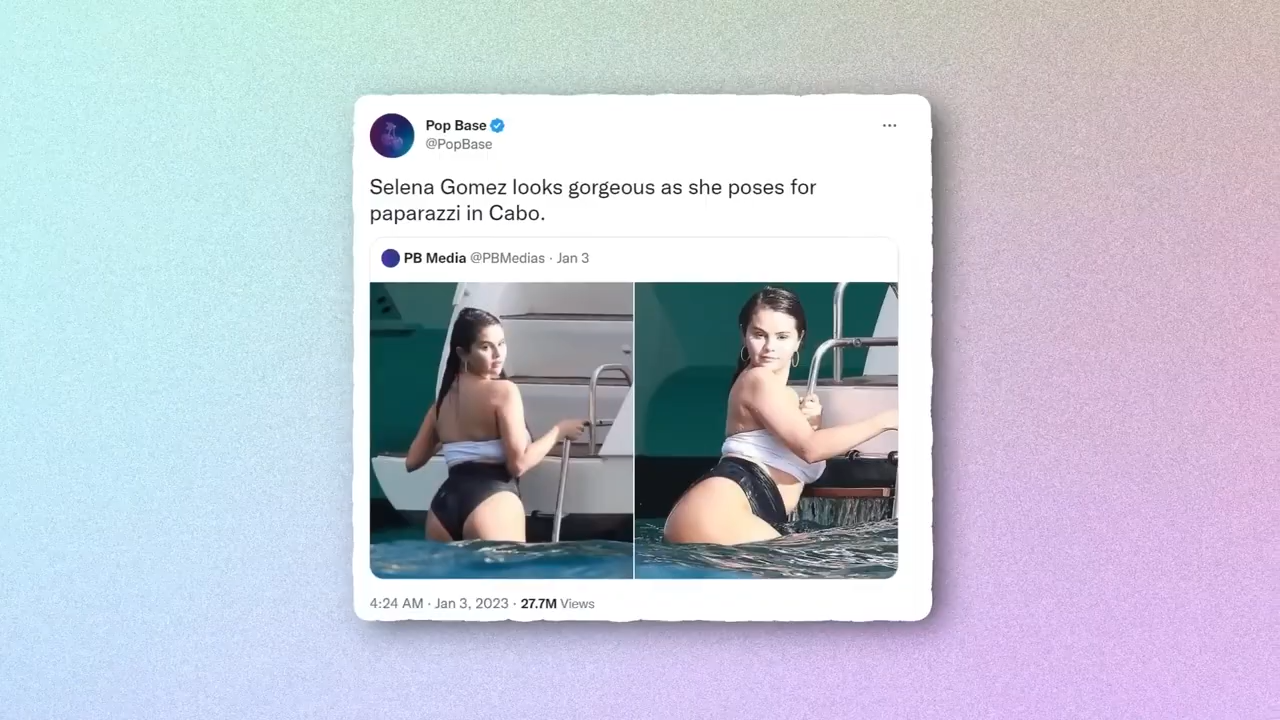 Pop Base
@PopBase
Selena Gomez looks gorgeous as she poses for
paparazzi in Cabo.
PB Media @PBMedias · Jan 3
4:24 AM · Jan 3, 2023 · 27.7M Views